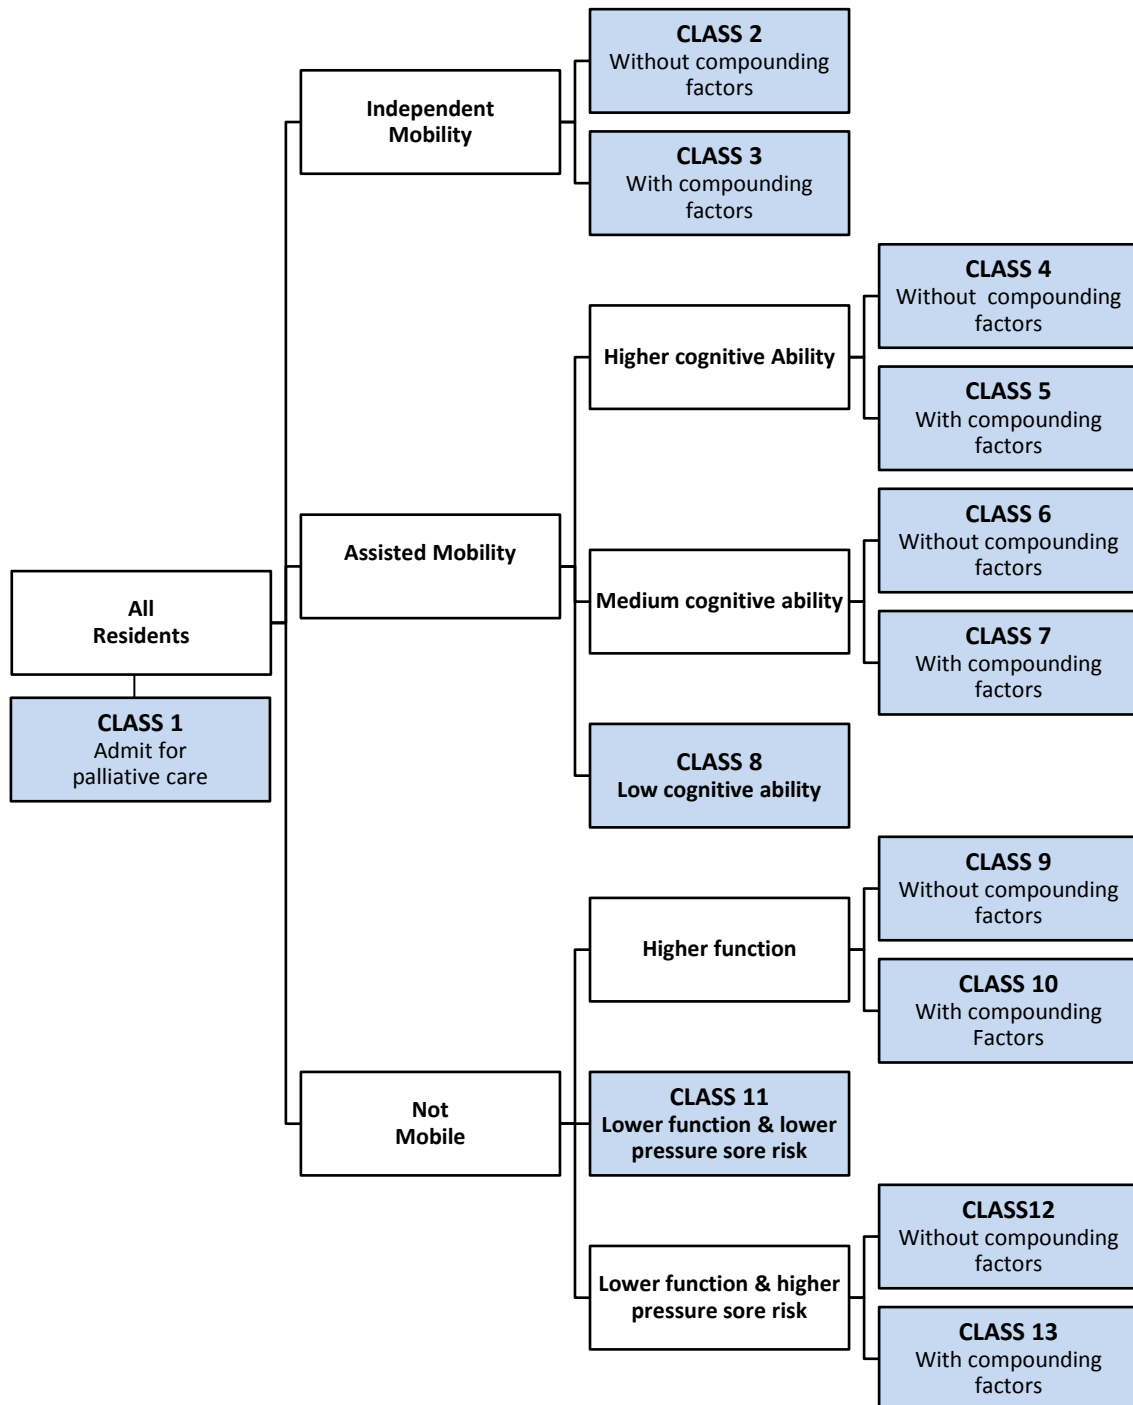 All
Residents
CLASS 1
Admit for
palliative care
Independent
Mobility
CLASS 2
Without compounding
factors
CLASS 3
With compounding
factors
Assisted Mobility
Higher cognitive Ability
CLASS 4
Without compounding
factors
CLASS 5
With compounding
factors
Medium cognitive ability
CLASS 6
Without compounding
factors
CLASS 7
With compounding
factors
CLASS 8
Low cognitive ability
Not
Mobile
Higher function
CLASS 9
Without compounding
factors
CLASS 10
With compounding
Factors
CLASS 11
Lower function & lower
pressure sore risk
Lower function & higher
pressure sore risk
CLASS12
Without compounding
factors
CLASS 13
With compounding
factors